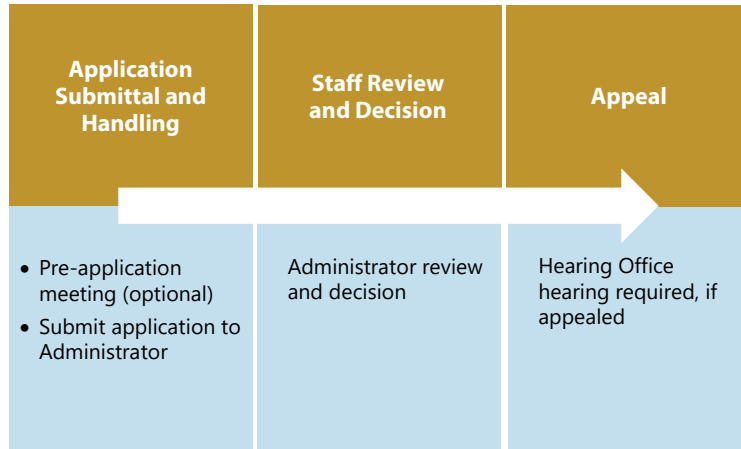 Application
Submittal and
Handling
Staff Review
and Decision
Appeal
• Pre-application
meeting (optional)
• Submit application to
Administrator
Administrator review
and decision
Hearing Office
hearing required, if
appealed